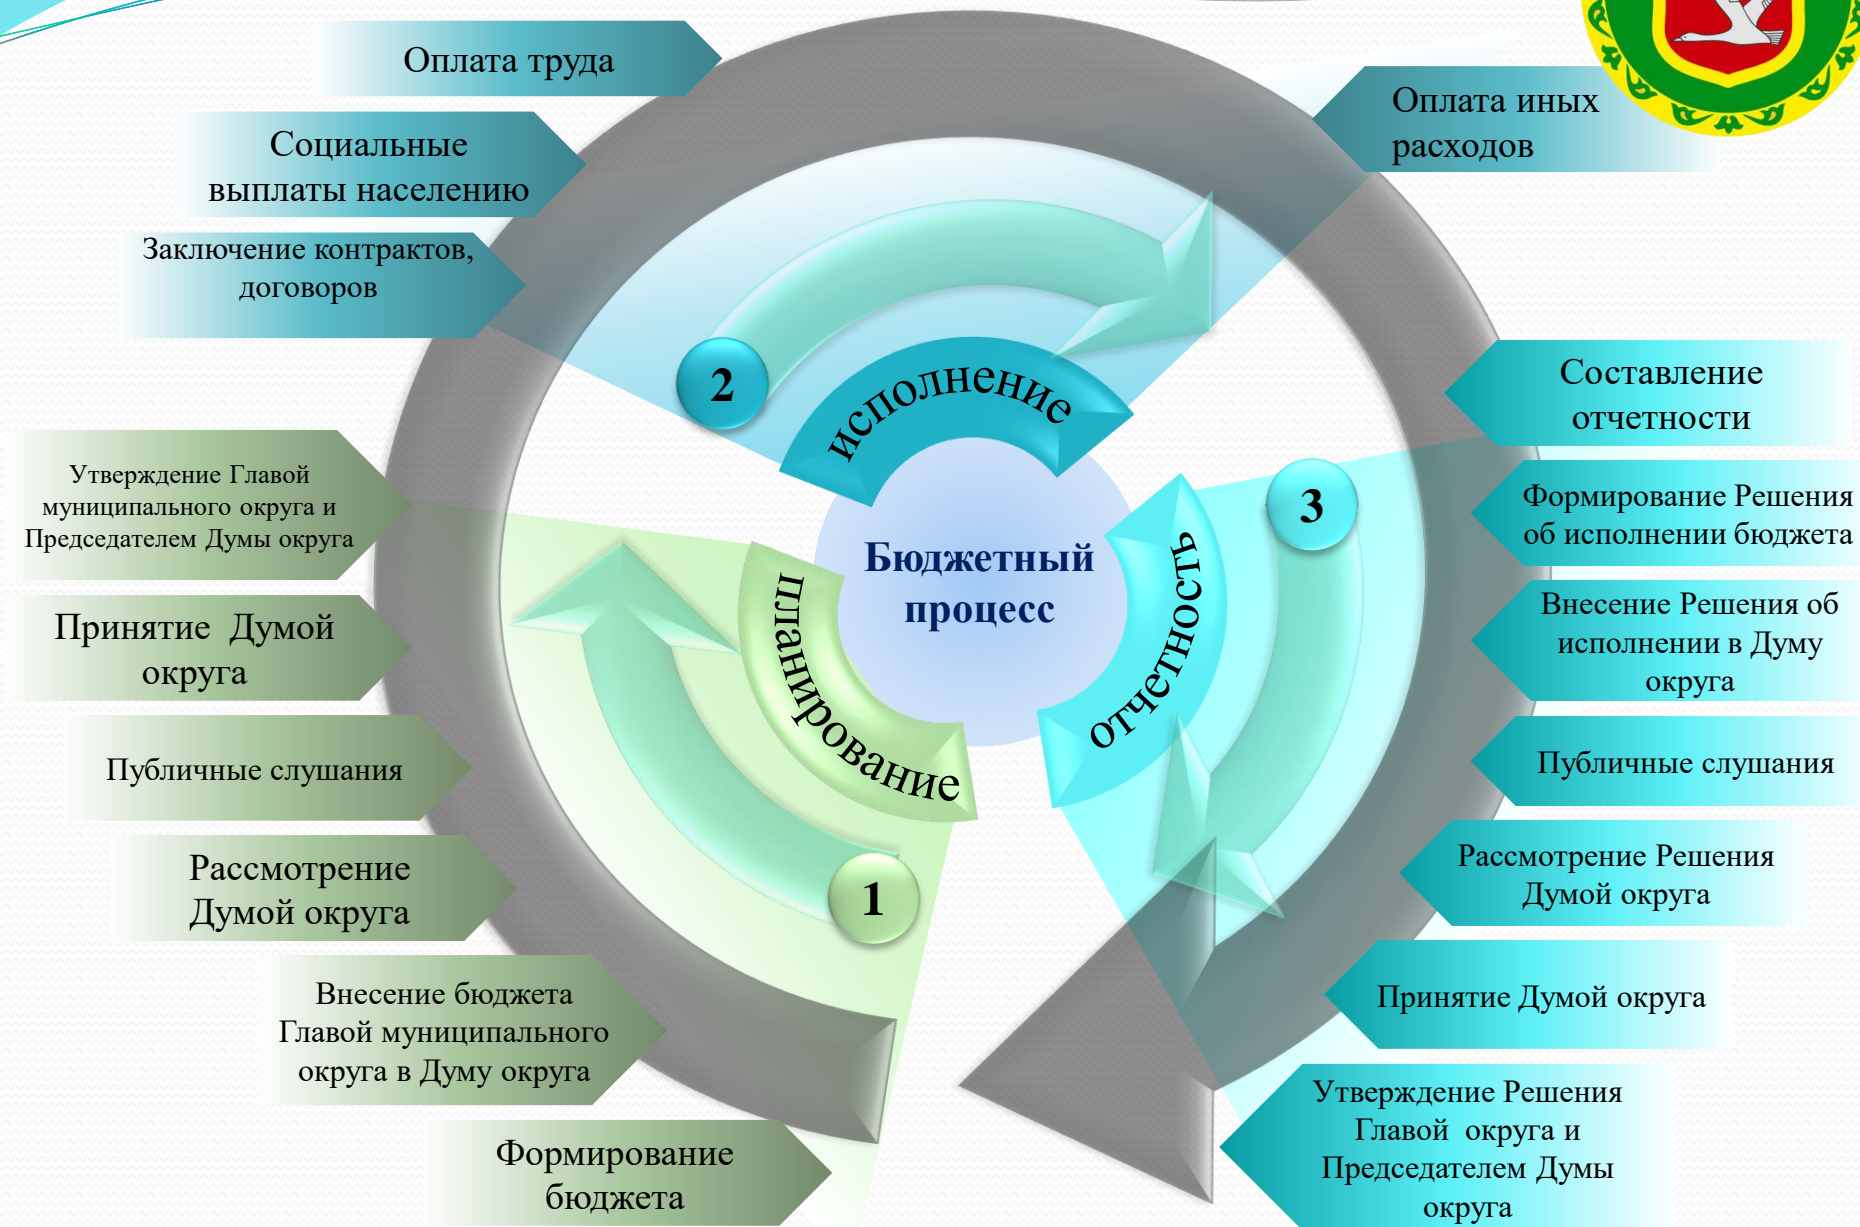 Оплата труда
Социальные
выплаты населению
Заключение контрактов,
договоров
Оплата иных
расходов
2
исполнение
Утверждение Главой
муниципального округа и
Председателем Думы округа
Принятие Думой
округа
Публичные слушания
Рассмотрение
Думой округа
Внесение бюджета
Главой муниципального
округа в Думу округа
Формирование
бюджета
1
планирование
Бюджетный
процесс
3
отчетность
Составление
отчетности
Формирование Решения
об исполнении бюджета
Внесение Решения об
исполнении в Думу
округа
Публичные слушания
Рассмотрение Решения
Думой округа
Принятие Думой округа
Утверждение Решения
Главой округа и
Председателем Думы
округа